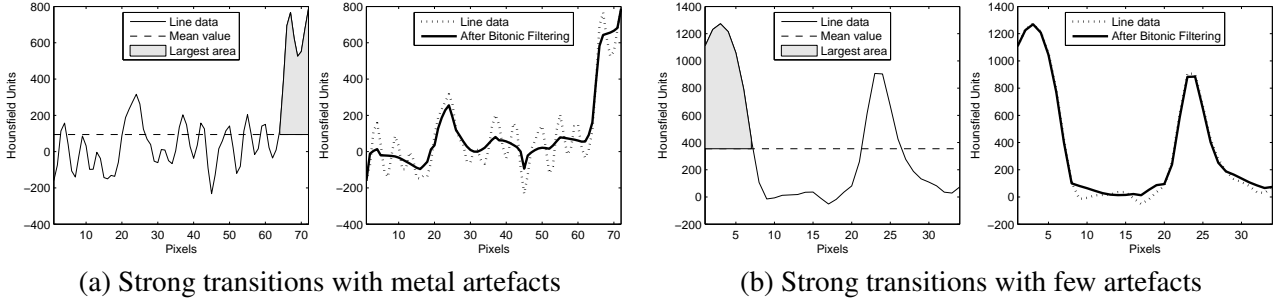 800
600
400
200
0
−200
−400
Hounsfield Units
10 20 30 40 50 60 70
Pixels
Line data
Mean value
Largest area
800
600
400
200
0
−200
−400
Hounsfield Units
10 20 30 40 50 60 70
Pixels
Line data
After Bitonic Filtering
1400
1200
1000
800
600
400
200
0
−200
Hounsfield Units
5 10 15 20 25 30
Pixels
Line data
Mean value
Largest area
1400
1200
1000
800
600
400
200
0
−200
Hounsfield Units
5 10 15 20 25 30
Pixels
Line data
After Bitonic Filtering
(a) Strong transitions with metal artefacts
(b) Strong transitions with few artefacts